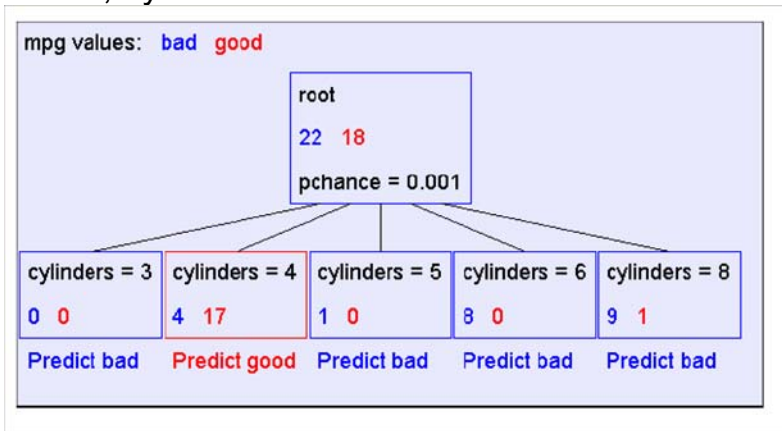 mpg values: bad good
root
22 18
pchance = 0.001
cylinders = 3 cylinders = 4 cylinders = 5 cylinders = 6 cylinders = 8
0 0 4 17 1 0 8 0 9 1
Predict bad Predict good Predict bad Predict bad Predict bad